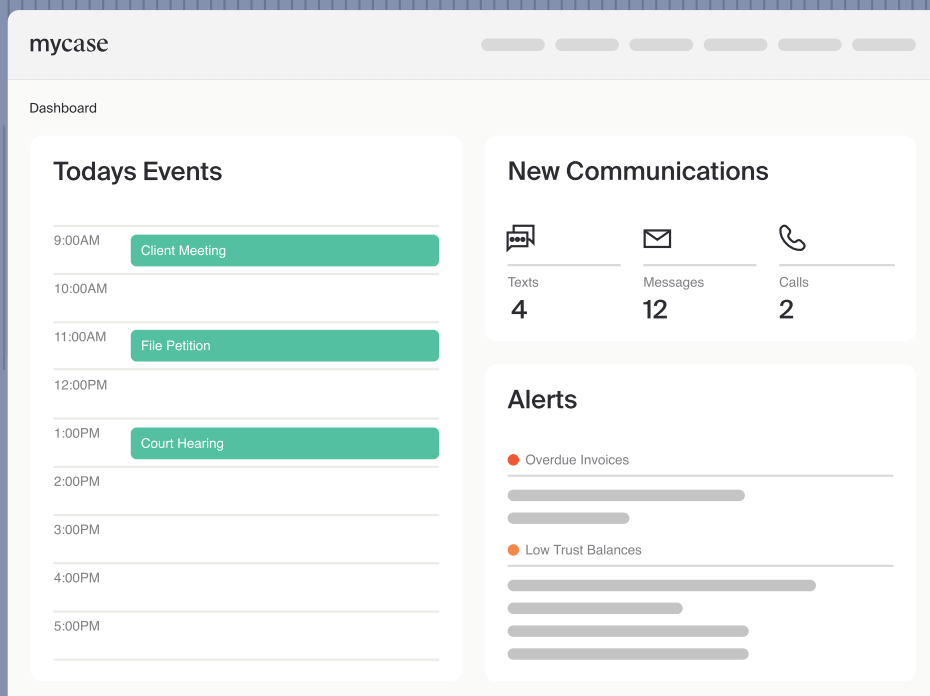 mycase
Dashboard
Todays Events
9:00AM
Client Meeting
10:00AM
11:00AM
File Petition
12:00PM
1:00PM
Court Hearing
2:00PM
3:00PM
4:00PM
5:00PM
New Communications
Texts
4
Messages
12
Calls
2
Alerts
Overdue Invoices
Low Trust Balances